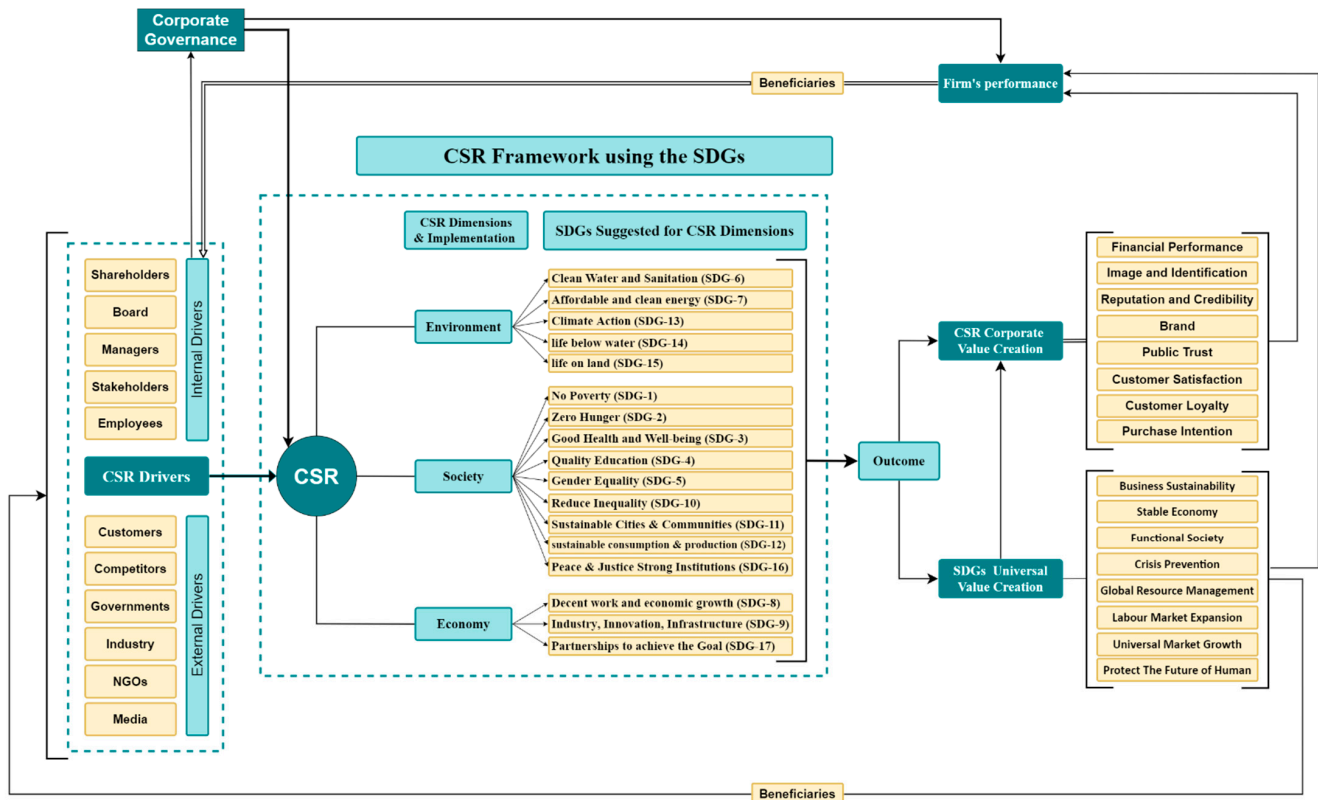 Corporate
Governance
Beneficiaries
Firm's performance
CSR Framework using the SDGs
CSR Dimensions
& Implementation
SDGs Suggested for CSR Dimensions
Shareholders
Board
Managers
Stakeholders
Employees
Internal Drivers
CSR Drivers
Customers
Competitors
Governments
Industry
NGOs
Media
External Drivers
CSR
Environment
Clean Water and Sanitation (SDG-6)
Affordable and clean energy (SDG-7)
Climate Action (SDG-13)
life below water (SDG-14)
life on land (SDG-15)
Society
No Poverty (SDG-1)
Zero Hunger (SDG-2)
Good Health and Well-being (SDG-3)
Quality Education (SDG-4)
Gender Equality (SDG-5)
Reduce Inequality (SDG-10)
Sustainable Cities & Communities (SDG-11)
sustainable consumption & production (SDG-12)
Peace & Justice Strong Institutions (SDG-16)
Economy
Decent work and economic growth (SDG-8)
Industry, Innovation, Infrastructure (SDG-9)
Partnerships to achieve the Goal (SDG-17)
Outcome
CSR Corporate
Value Creation
Financial Performance
Image and Identification
Reputation and Credibility
Brand
Public Trust
Customer Satisfaction
Customer Loyalty
Purchase Intention
SDGs Universal
Value Creation
Business Sustainability
Stable Economy
Functional Society
Crisis Prevention
Global Resource Management
Labour Market Expansion
Universal Market Growth
Protect The Future of Human
Beneficiaries